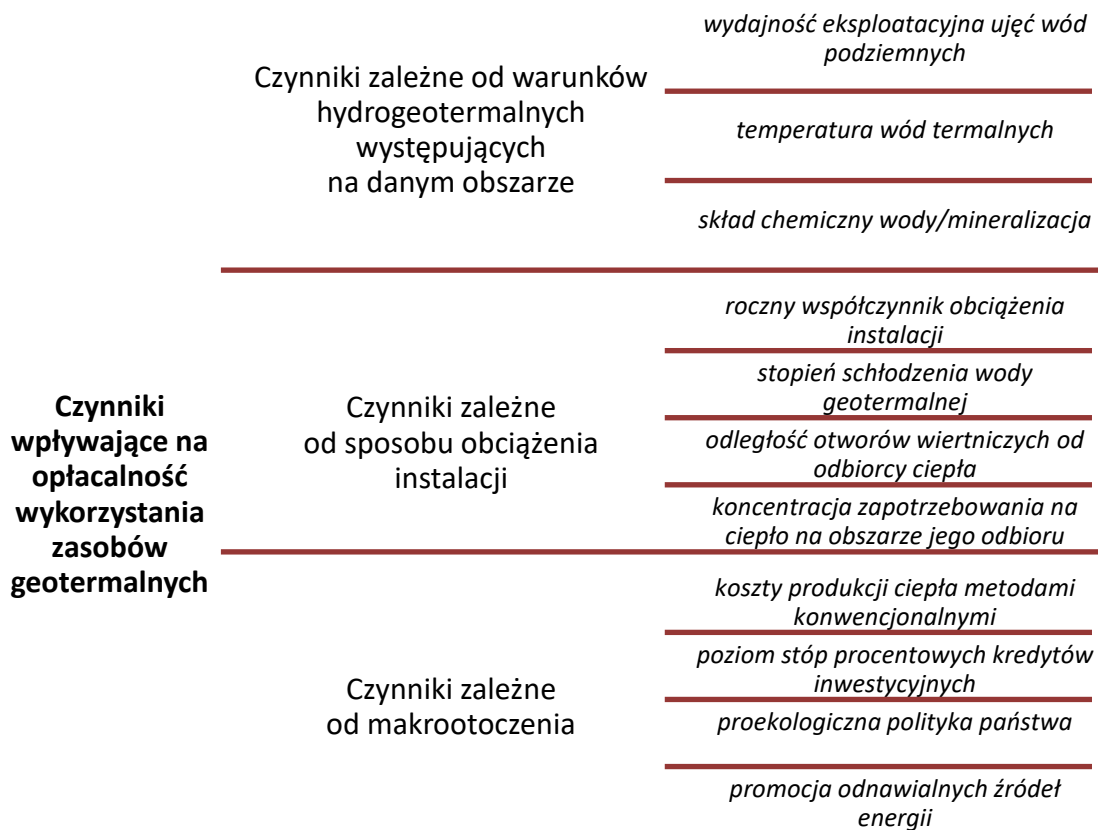 Czynniki
wpływające na
opłacalność
wykorzystania
zasobów
geotermalnych
Czynniki zależne od warunków
hydrogeotermalnych
występujących
na danym obszarze
wydajność eksploatacyjna ujęć wód
podziemnych
temperatura wód termalnych
skład chemiczny wody/mineralizacja
Czynniki zależne
od sposobu obciążenia
instalacji
roczny współczynnik obciążenia
instalacji
stopień schłodzenia wody
geotermalnej
odległość otworów wiertniczych od
odbiorcy ciepła
koncentracja zapotrzebowania na
ciepło na obszarze jego odbioru
Czynniki zależne
od makrootoczenia
koszty produkcji ciepła metodami
konwencjonalnymi
poziom stóp procentowych kredytów
inwestycyjnych
proekologiczna polityka państwa
promocja odnawialnych źródeł
energii